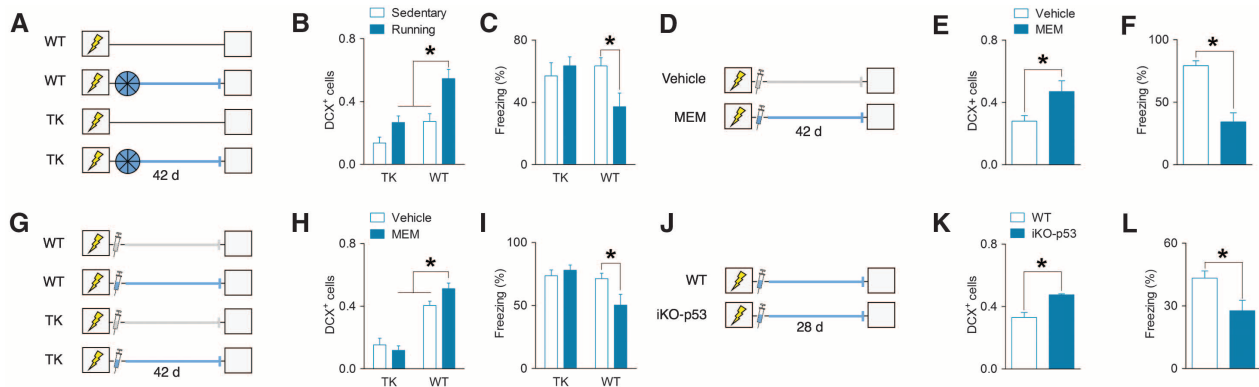 A
WT
WT
TK
TK
42 d
B
Sedentary
Running
DCX+ cells
0.8
0.4
0.0
*
TK
WT
C
Freezing (%)
80
40
0
*
TK
WT
D
Vehicle
MEM
42 d
E
Vehicle
MEM
DCX+ cells
0.8
0.4
0.0
*
F
Freezing (%)
100
50
0
*
G
WT
WT
TK
TK
42 d
H
Vehicle
MEM
DCX+ cells
0.8
0.4
0.0
*
TK
WT
I
Freezing (%)
100
50
0
*
TK
WT
J
WT
iKO-p53
28 d
K
WT
iKO-p53
DCX+ cells
0.8
0.4
0.0
*
L
Freezing (%)
60
30
0
*